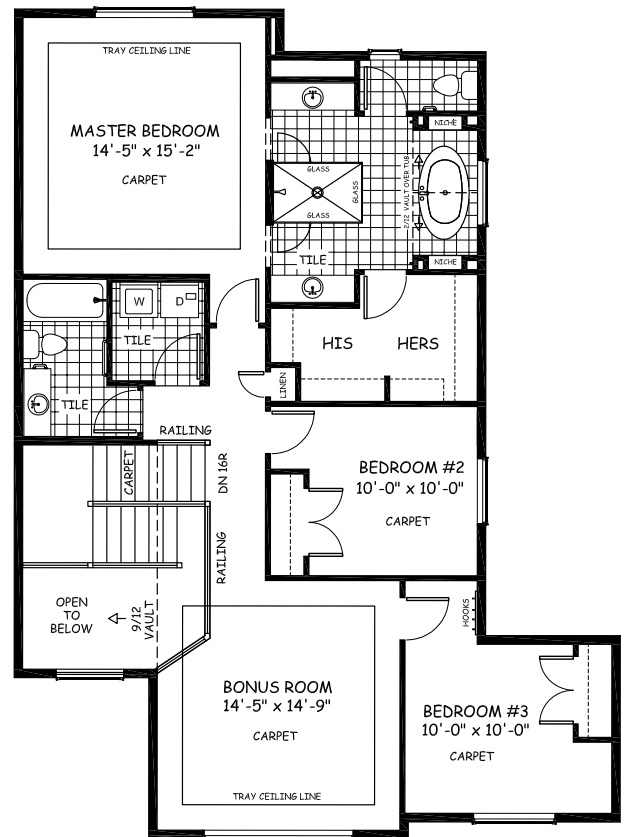 TRAY CEILING LINE
MASTER BEDROOM
14'-5" x 15'-2"
CARPET
NICHE
GLASS
GLASS
GLASS
2/12 VAULT OVER TUB
TILE
NICHE
W
D
TILE
HIS
HERS
LINEN
TILE
RAILING
CARPET
DN 16R
BEDROOM #2
10'-0" x 10'-0"
CARPET
RAILING
OPEN
TO
BELOW
9/12
VAULT
HOOKS
BONUS ROOM
14'-5" x 14'-9"
CARPET
BEDROOM #3
10'-0" x 10'-0"
CARPET
TRAY CEILING LINE